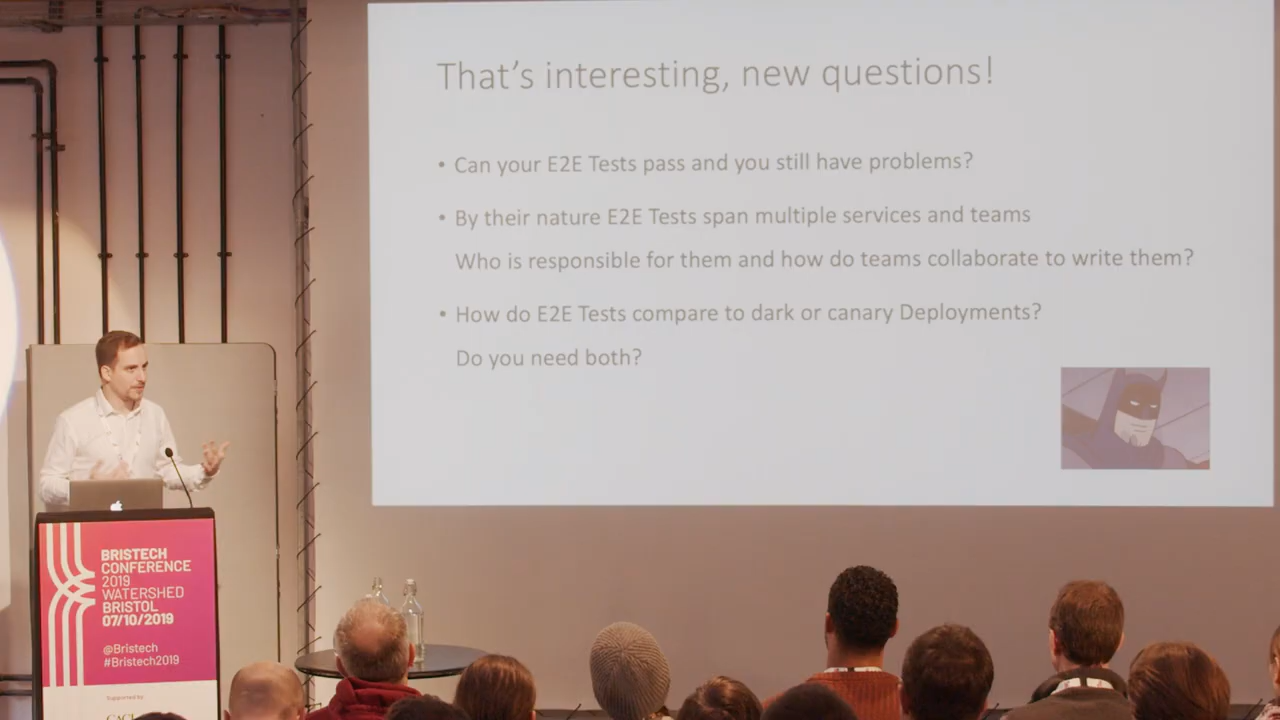 That's interesting, new questions!
• Can your E2E Tests pass and you still have problems?
• By their nature E2E Tests span multiple services and teams
Who is responsible for them and how do teams collaborate to write them?
• How do E2E Tests compare to dark or canary Deployments?
Do you need both?
BRISTECH
CONFERENCE
2019
WATERSHED
BRISTOL
07/10/2019
@Bristech
#Bristech2019
Supported by: